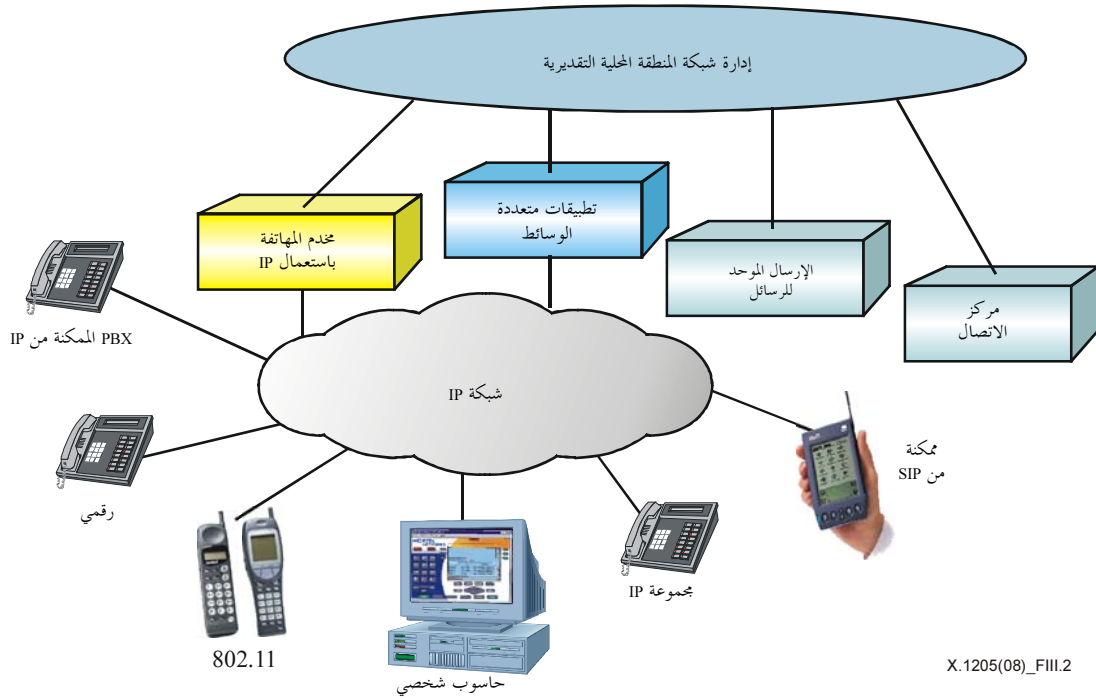 إدارة شبكة المنطقة المحلية التقديرية
تطبيقات متعددة
الوسائط
مخدم المهاتفة
باستعمال IP
الإرسال الموحد
للرسائل
مركز
الاتصال
PBX الممكنة من IP
شبكة IP
ممكنة
من SIP
رقمي
مجموعة IP
802.11
حاسوب شخصي
X.1205(08)_FIII.2